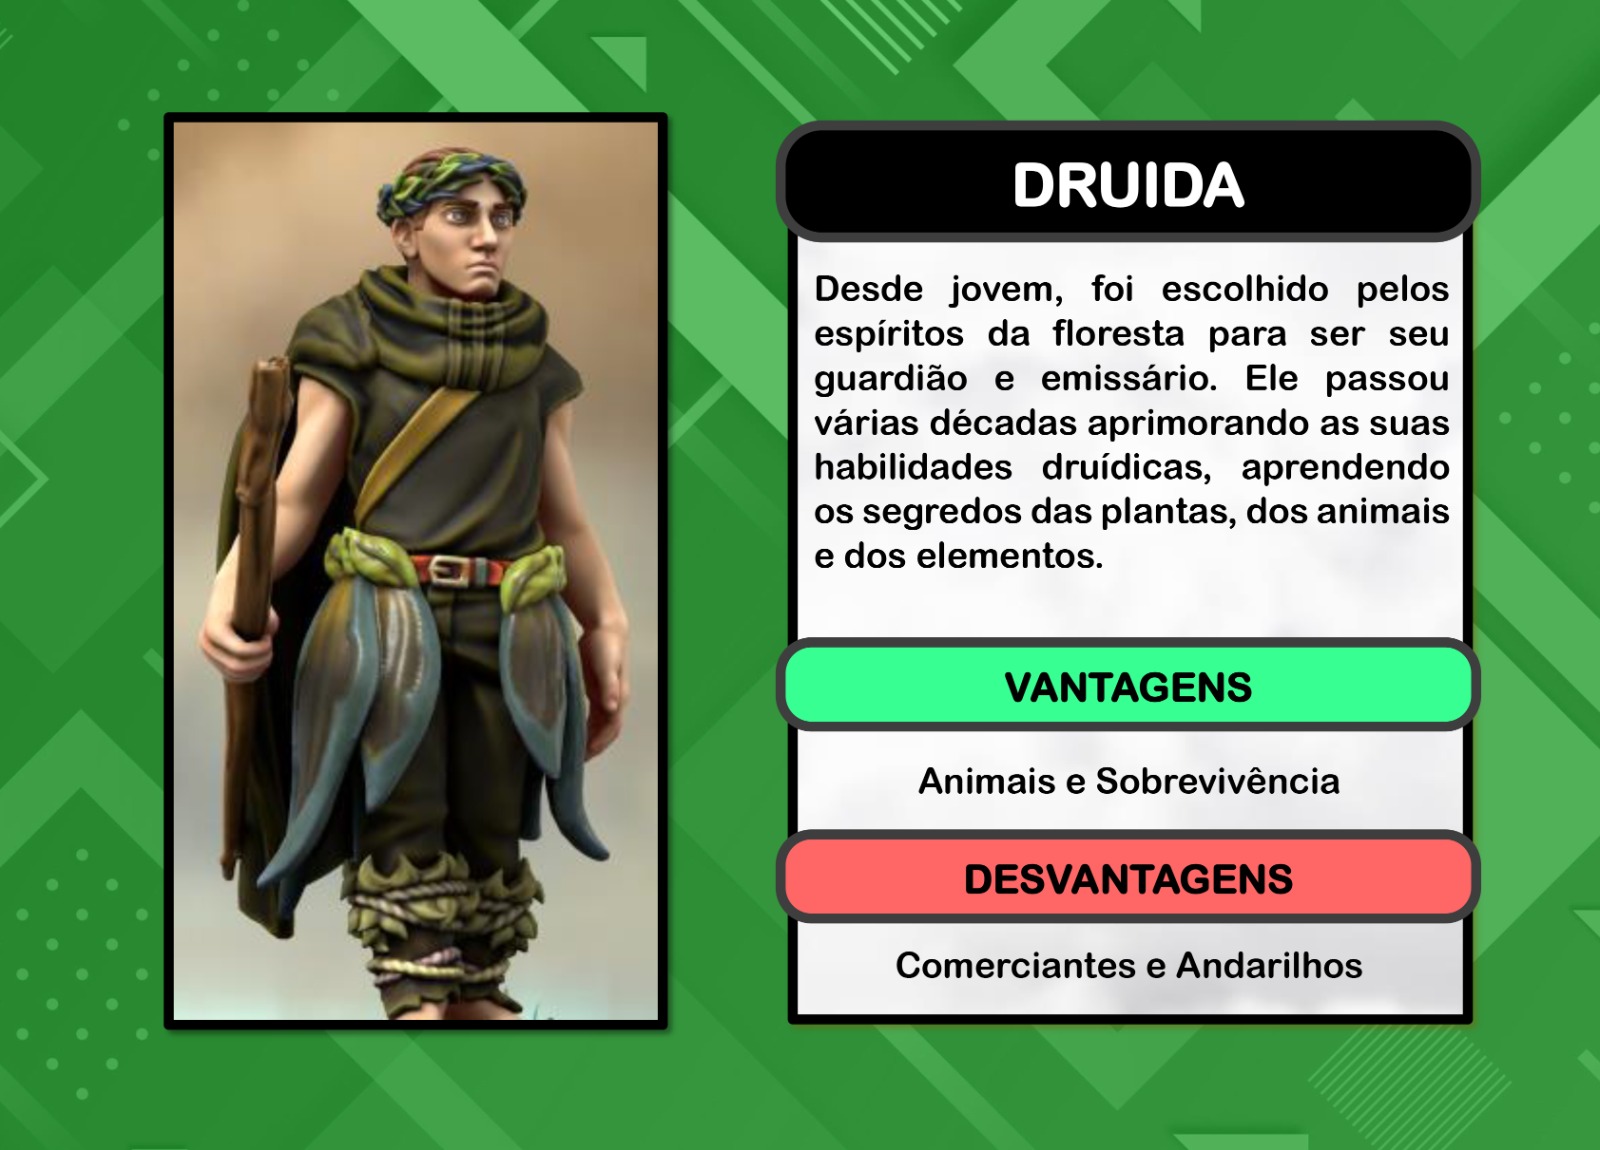 DRUIDA
Desde jovem, foi escolhido pelos
espíritos da floresta para ser seu
guardião e emissário. Ele passou
várias décadas aprimorando as suas
habilidades druídicas, aprendendo
os segredos das plantas, dos animais
e dos elementos.
VANTAGENS
Animais e Sobrevivência
DESVANTAGENS
Comerciantes e Andarilhos